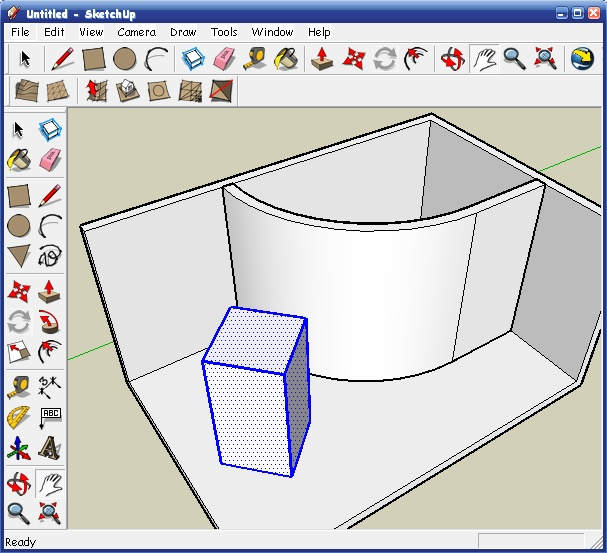 Untitled - SketchUp
File Edit View Camera Draw Tools Window Help
ABC
A
Ready